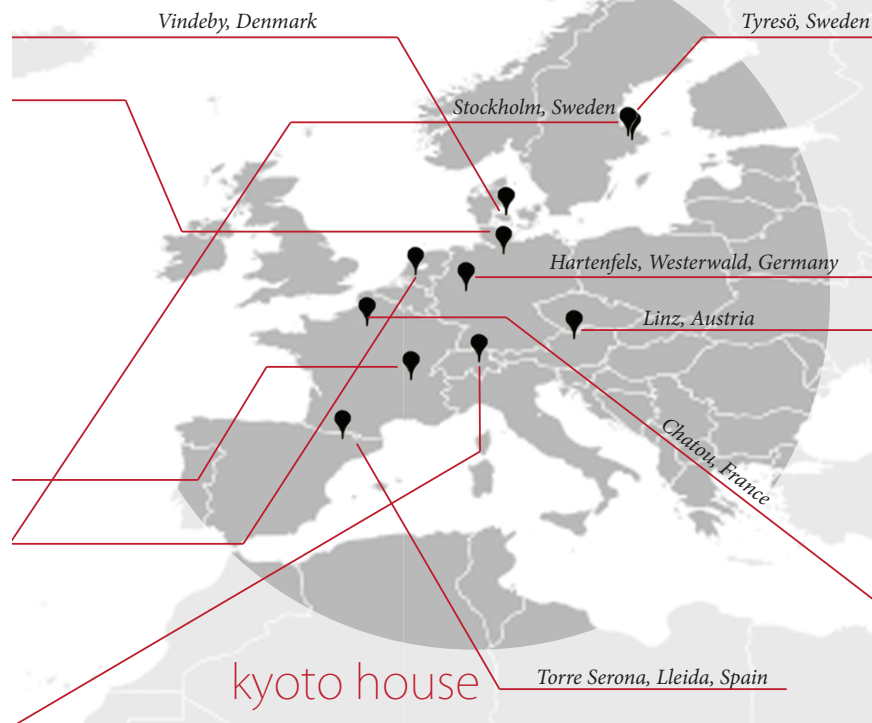 Vindeby, Denmark
Tyresö, Sweden
Stockholm, Sweden
Hartenfels, Westerwald, Germany
Linz, Austria
Chatou, France
kyoto house
Torre Serona, Lleida, Spain